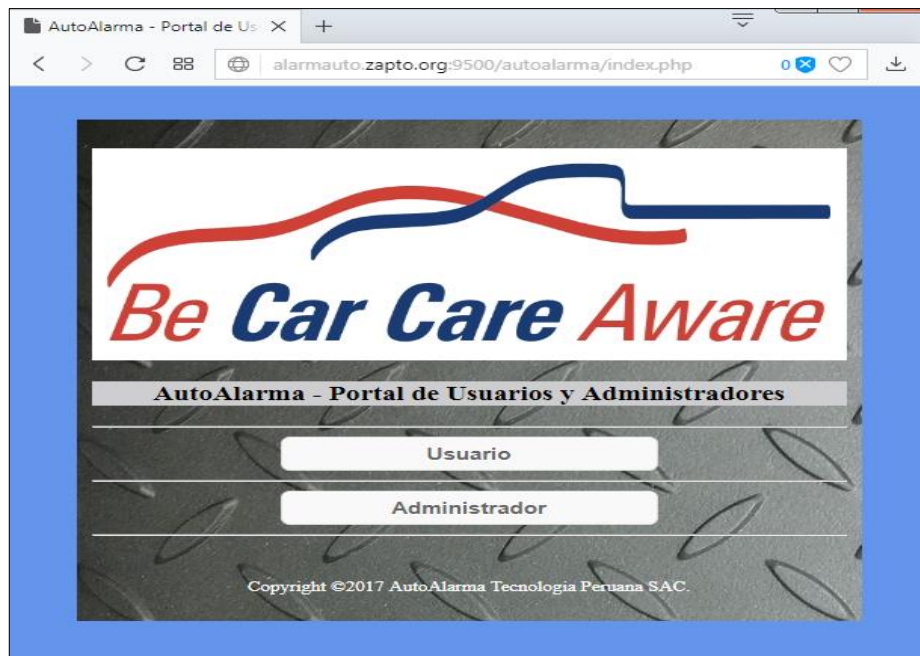 AutoAlarma - Portal de Us
alarmauto.zapto.org:9500/autoalarma/index.php
0
Be Car Care Aware
AutoAlarma - Portal de Usuarios y Administradores
Usuario
Administrador
Copyright ©2017 AutoAlarma Tecnologia Peruana SAC.